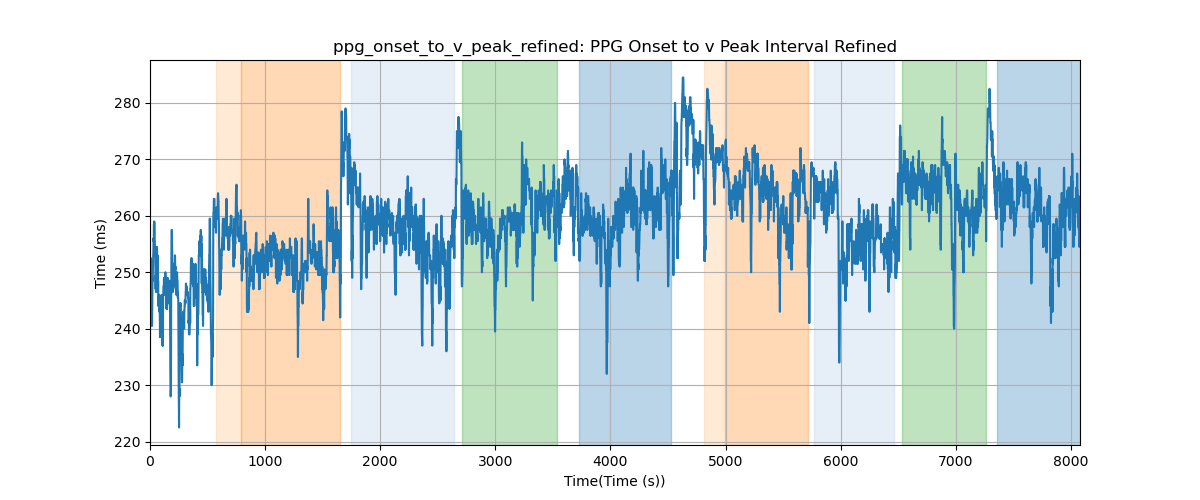 ppg_onset_to_v_peak_refined: PPG Onset to v Peak Interval Refined
Time (ms)
280
270
260
250
240
230
220
0 1000 2000 3000 4000 5000 6000 7000 8000
Time(Time (s))